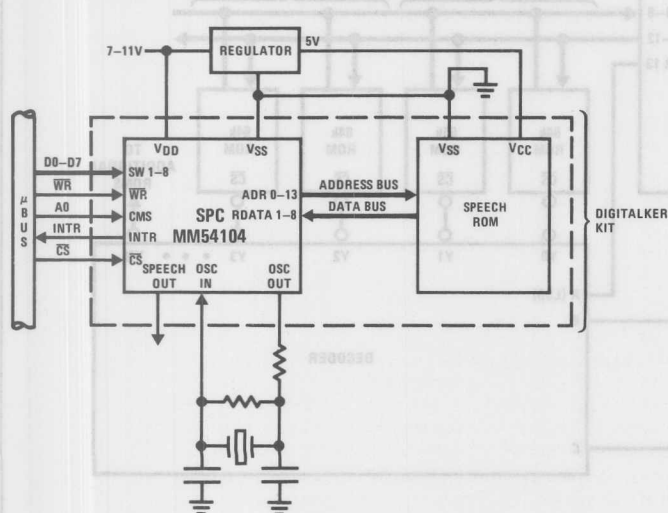 7–11V
REGULATOR
5V
VDD
VSS
VSS
VCC
D0–D7
SW 1–8
WR
WR
A0
CMS
INTR
INTR
CS
CS
μBUS
SPC
MM54104
ADR 0–13
RDATA 1–8
ADDRESS BUS
DATA BUS
SPEECH
ROM
DIGITALKER
KIT
SPEECH
OUT
OSC
IN
OSC
OUT
DECODER